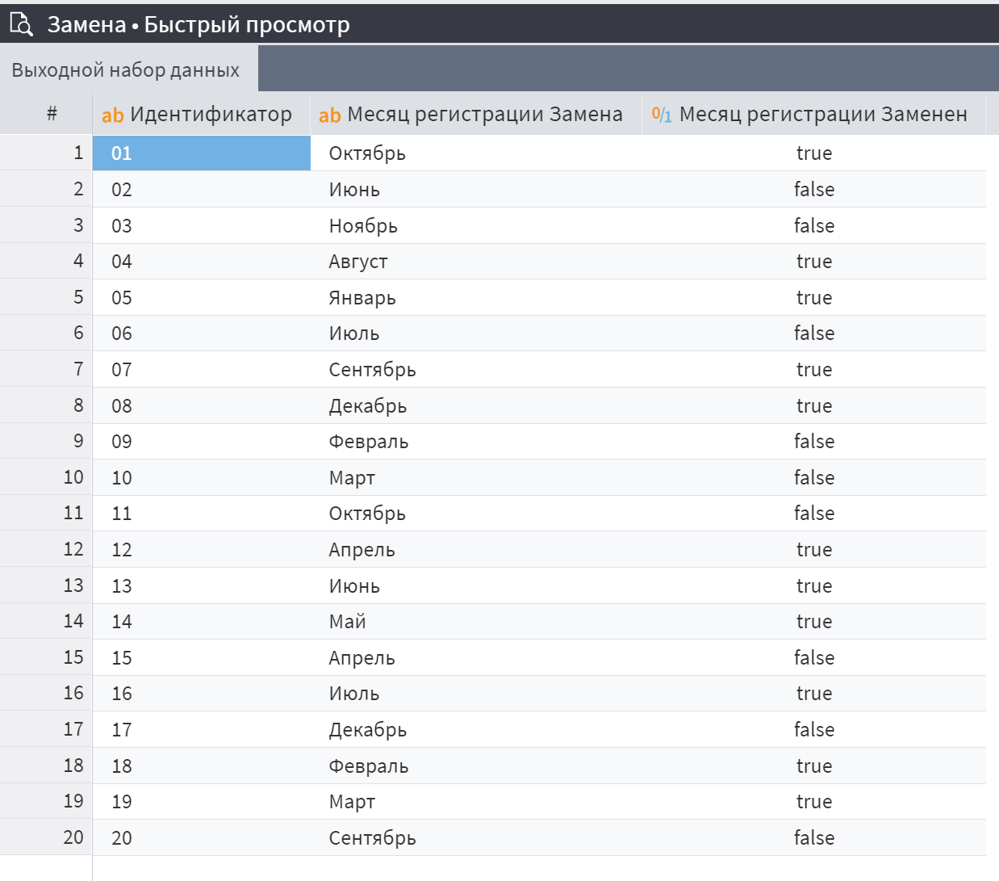 Замена • Быстрый просмотр
Выходной набор данных
# ab Идентификатор ab Месяц регистрации Замена 0/1 Месяц регистрации Заменен
1 01 Октябрь true
2 02 Июнь false
3 03 Ноябрь false
4 04 Август true
5 05 Январь true
6 06 Июль false
7 07 Сентябрь true
8 08 Декабрь true
9 09 Февраль false
10 10 Март false
11 11 Октябрь false
12 12 Апрель true
13 13 Июнь true
14 14 Май true
15 15 Апрель false
16 16 Июль true
17 17 Декабрь false
18 18 Февраль true
19 19 Март true
20 20 Сентябрь false